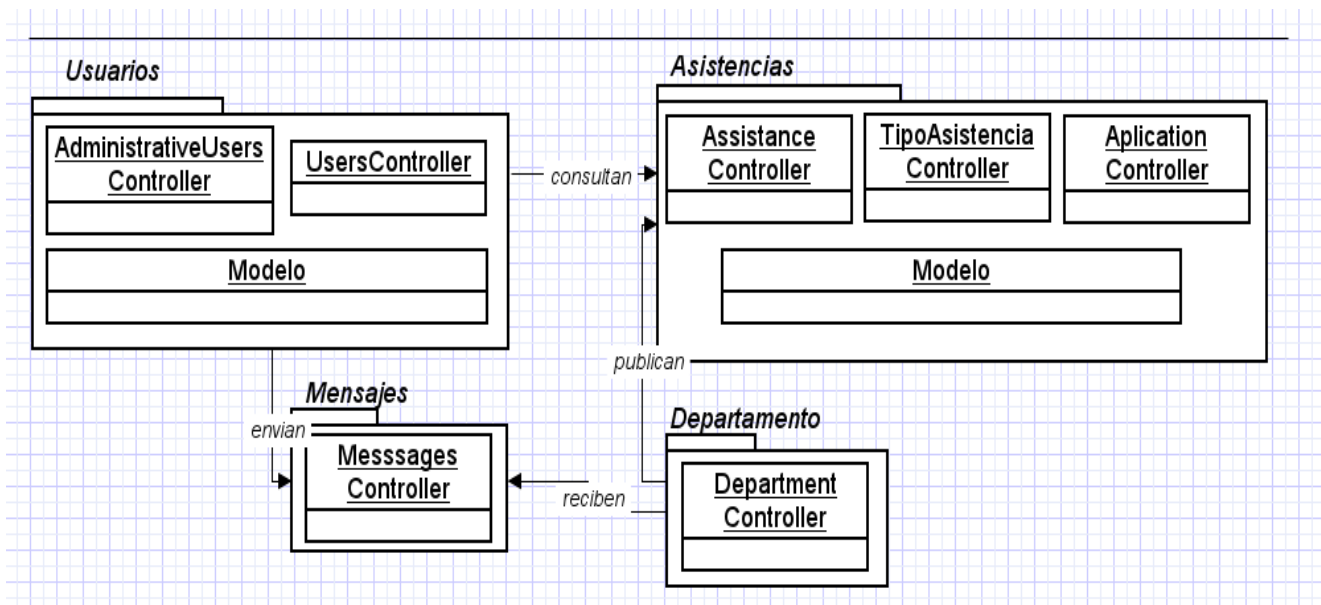 Usuarios
AdministrativeUsers
Controller
UsersController
Modelo
consultan
Asistencias
Assistance
Controller
TipoAsistencia
Controller
Aplication
Controller
Modelo
publican
envian
Mensajes
Messsages
Controller
reciben
Departamento
Department
Controller